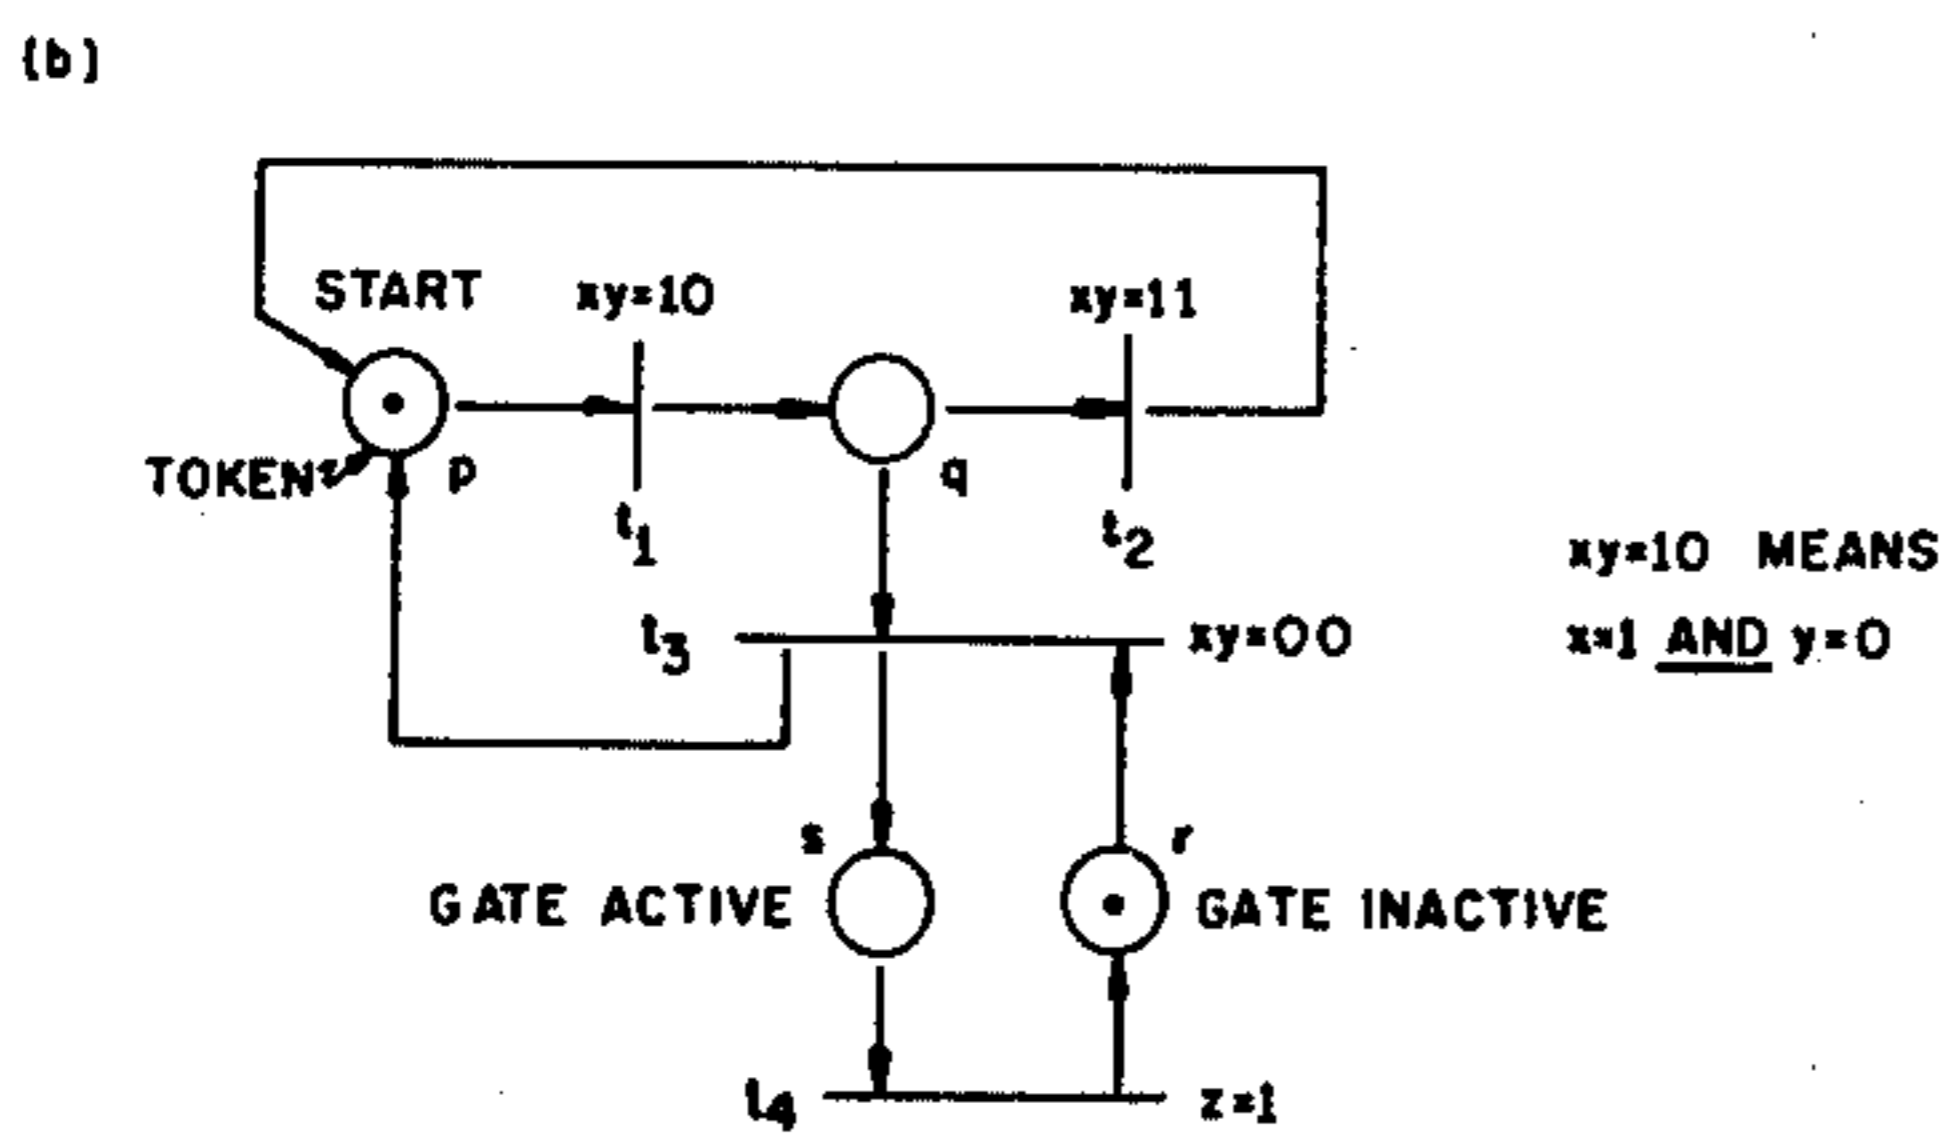 (b)
START
xy=10
xy=11
TOKEN
p
q
t1
t2
xy=10 MEANS
x=1 AND y=0
t3
xy=00
s
r
GATE ACTIVE
GATE INACTIVE
t4
z=1